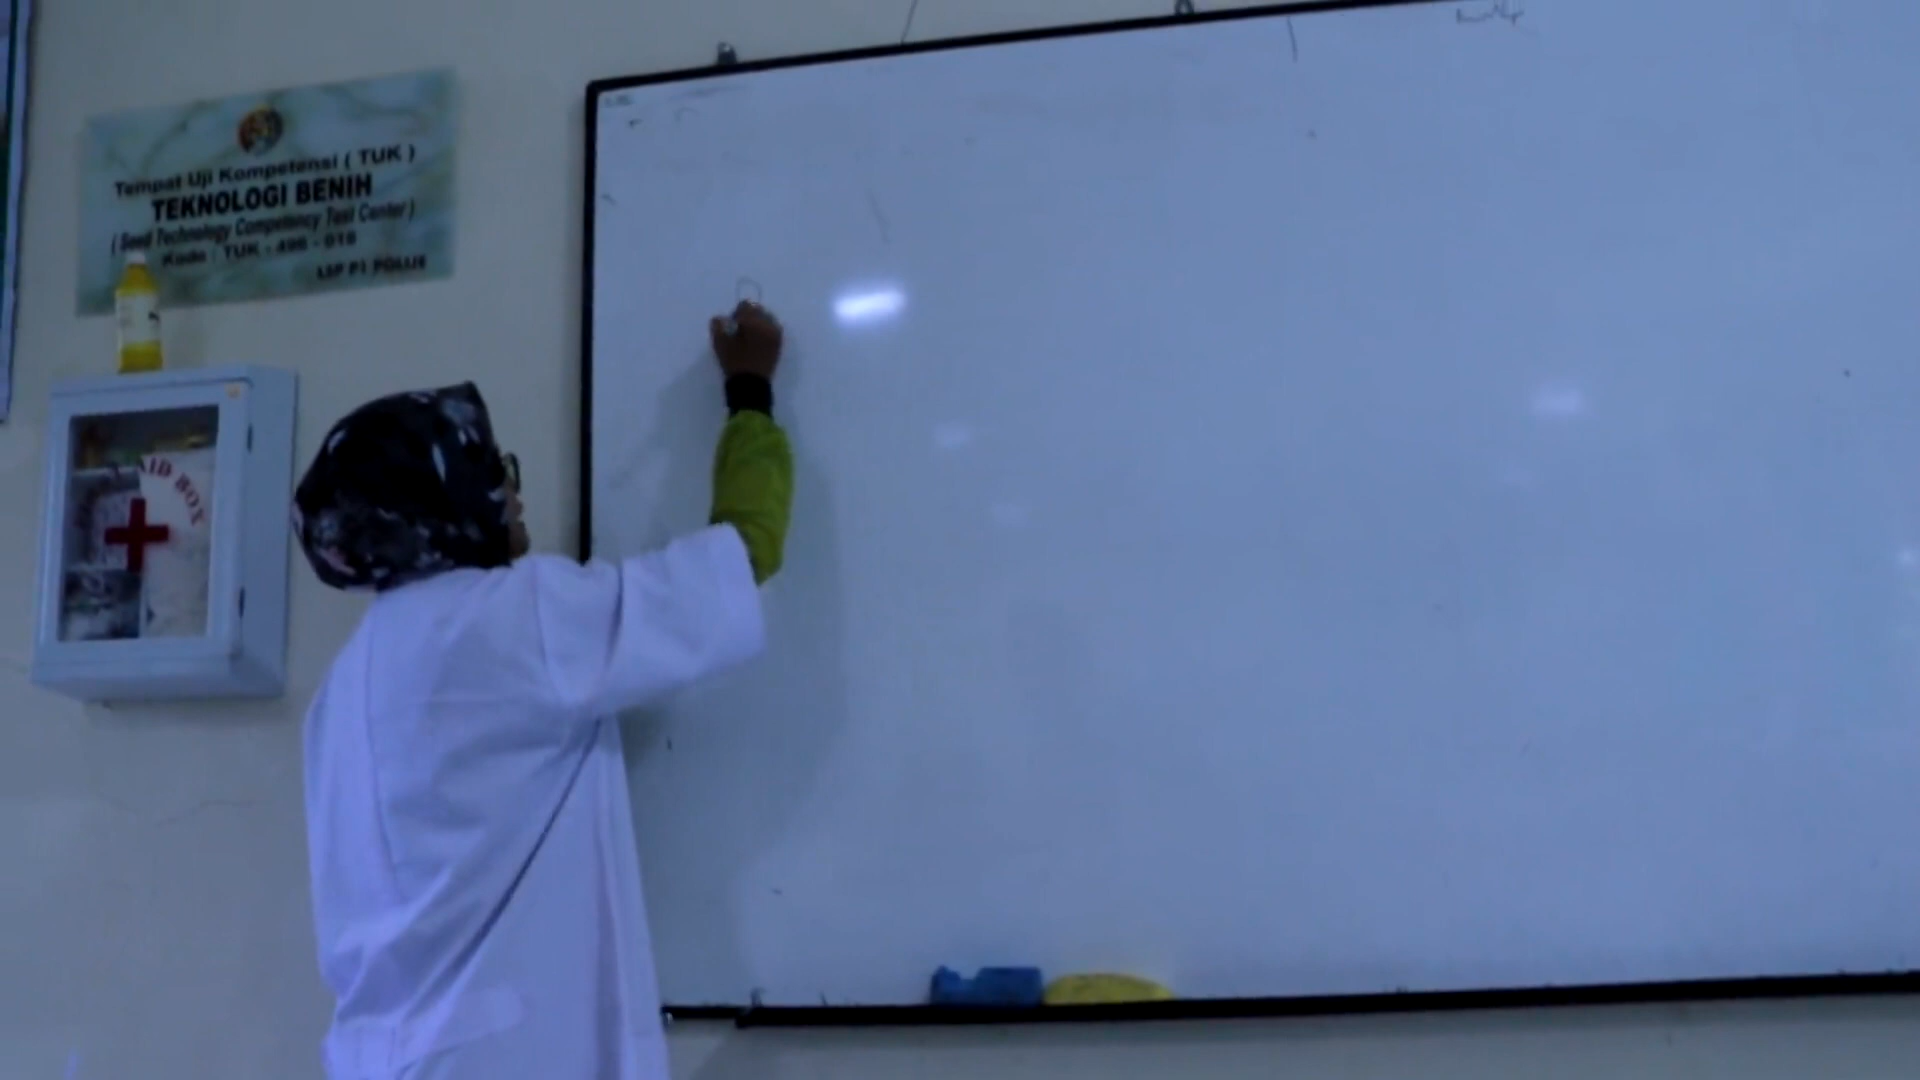 Tempat Uji Kompetensi ( TUK )
TEKNOLOGI BENIH
( Seed Technology Competency Test Center )
Kode : TUK - 496 - 018
LSP P1 POLIJE
AID BOX